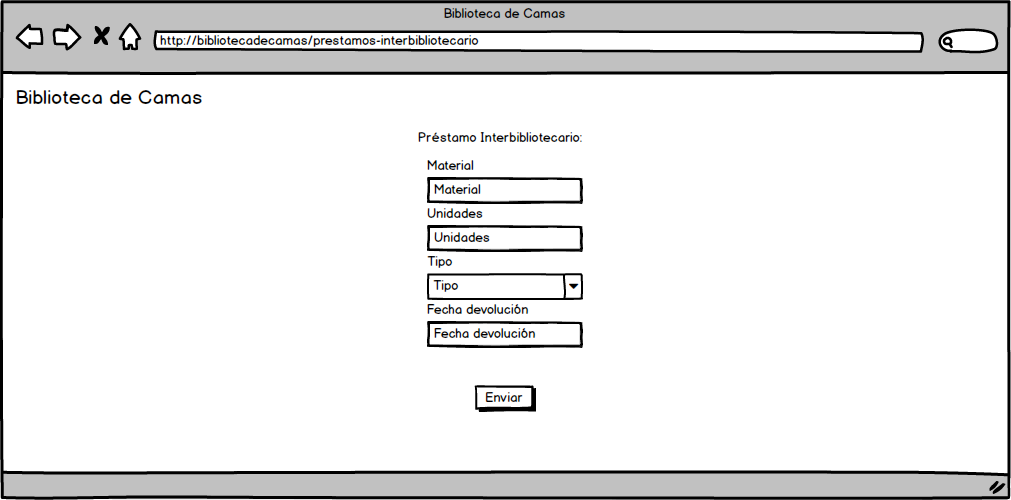 Biblioteca de Camas
http://bibliotecadecamas/prestamos-interbibliotecario
Biblioteca de Camas
Préstamo Interbibliotecario:
Material
Material
Unidades
Unidades
Tipo
Tipo
Fecha devolución
Fecha devolución
Enviar